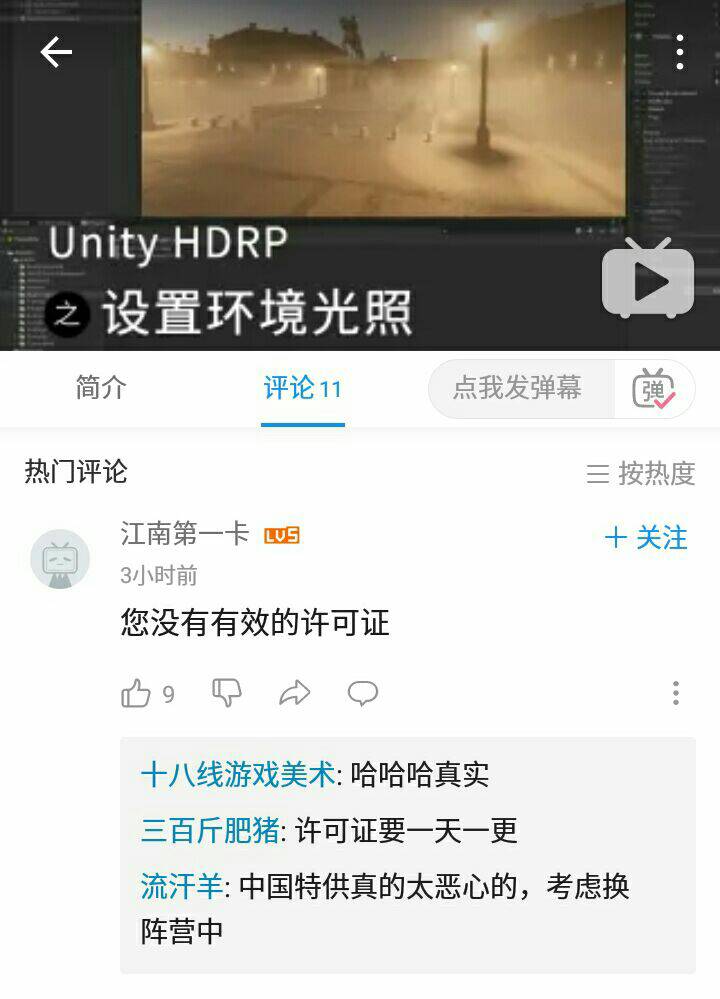 Unity HDRP
之 设置环境光照
简介
评论 11
点我发弹幕
弹
热门评论
按热度
江南第一卡 LV5
+ 关注
3小时前
您没有有效的许可证
9
十八线游戏美术: 哈哈哈真实
三百斤肥猪: 许可证要一天一更
流汗羊: 中国特供真的太恶心的，考虑换
阵营中